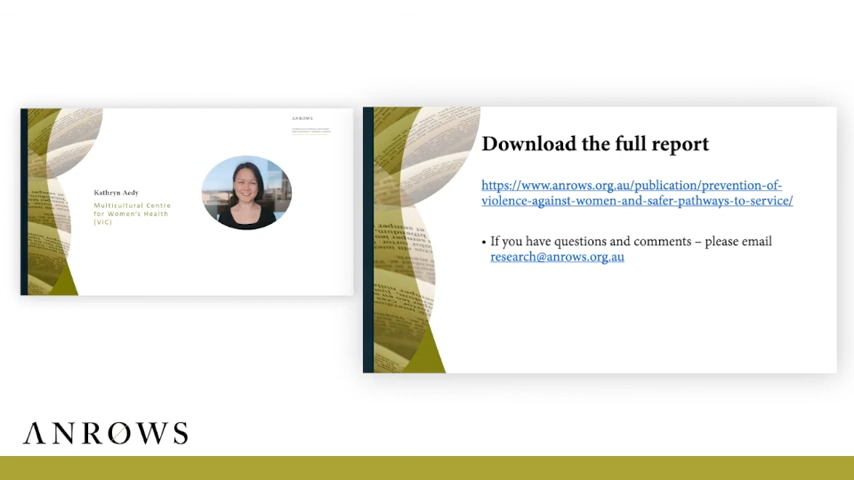 ANROWS
Kathryn Aedy
Multicultural Centre
for Women's Health
(VIC)
Download the full report
https://www.anrows.org.au/publication/prevention-of-
violence-against-women-and-safer-pathways-to-service/
• If you have questions and comments – please email
research@anrows.org.au
ANROWS